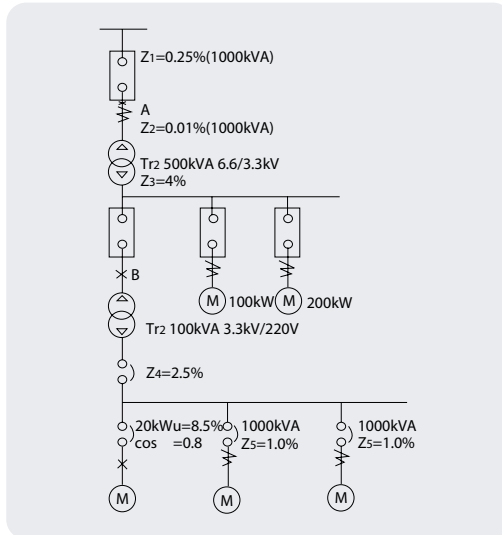 Z1=0.25%(1000kVA)
A
Z2=0.01%(1000kVA)
Tr2 500kVA 6.6/3.3kV
Z3=4%
B
M 100kW
M 200kW
Tr2 100kVA 3.3kV/220V
Z4=2.5%
20kWu=8.5%
cos =0.8
1000kVA
Z5=1.0%
1000kVA
Z5=1.0%
M
M
M